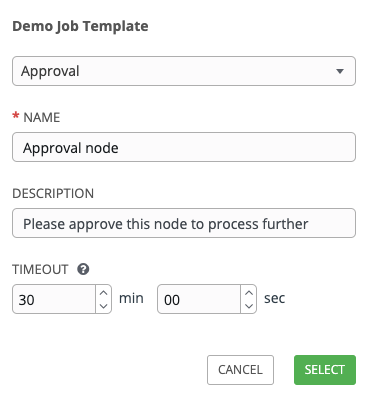 Demo Job Template
Approval
* NAME
Approval node
DESCRIPTION
Please approve this node to process further
TIMEOUT ?
30 min 00 sec
CANCEL SELECT